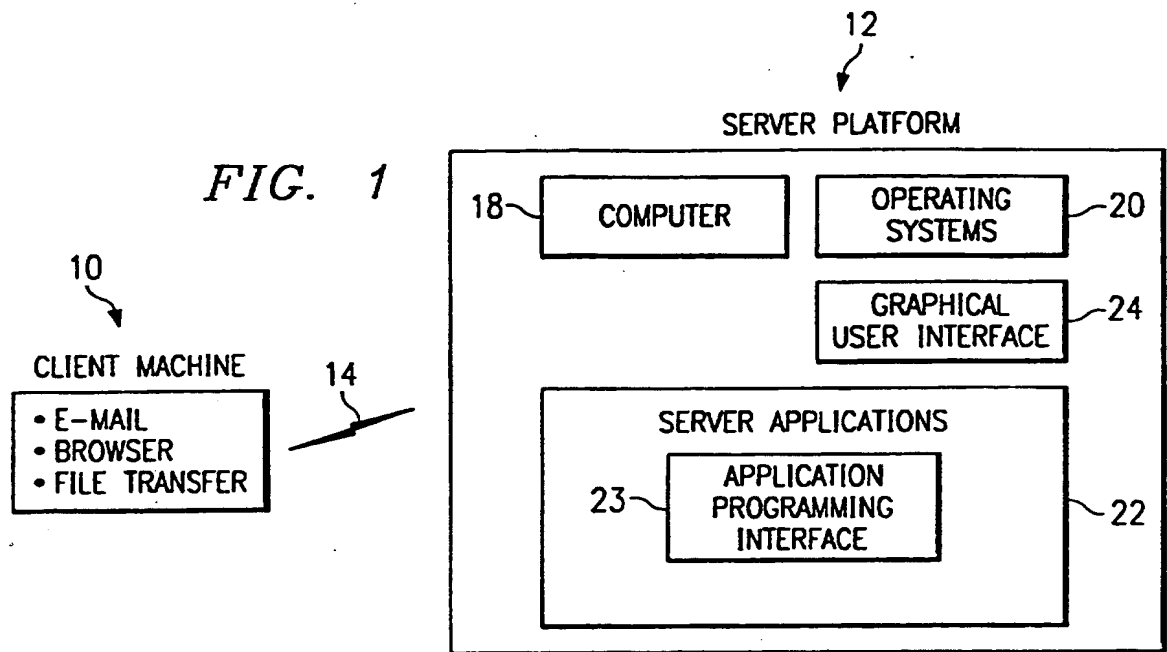 12
SERVER PLATFORM
FIG. 1
18
COMPUTER
OPERATING
SYSTEMS
20
10
GRAPHICAL
USER INTERFACE
24
CLIENT MACHINE
• E-MAIL
• BROWSER
• FILE TRANSFER
14
SERVER APPLICATIONS
23
APPLICATION
PROGRAMMING
INTERFACE
22